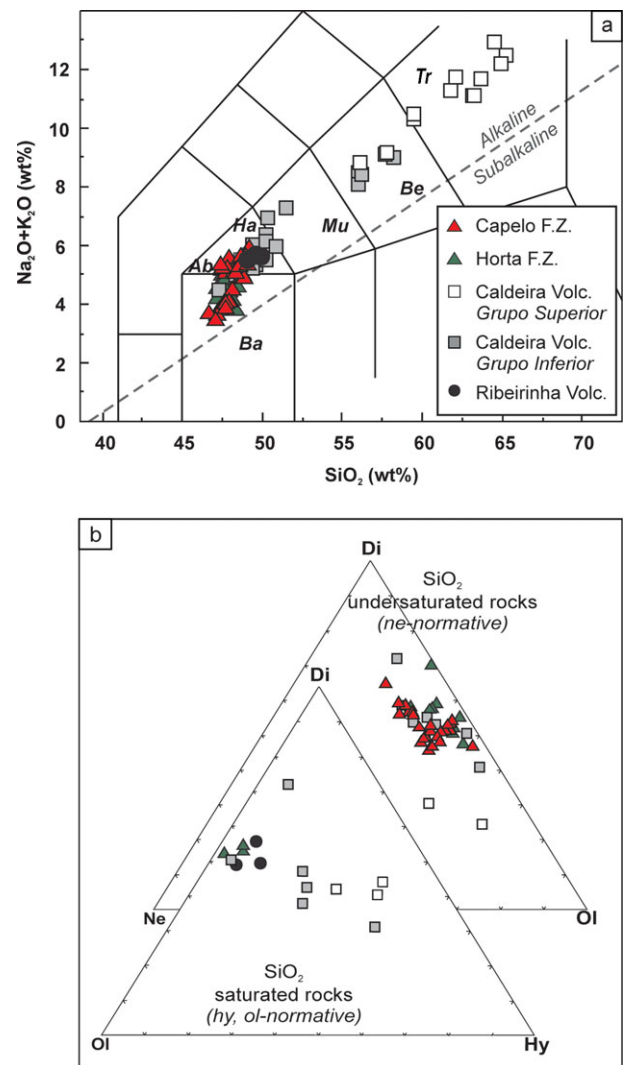 a
Na₂O+K₂O (wt%)
12
10
8
6
4
2
0
40
45
50
55
60
65
70
SiO₂ (wt%)
Tr
Alkaline
Subalkaline
Be
Mu
Ha
Ab
Ba
Capelo F.Z.
Horta F.Z.
Caldeira Volc.
Grupo Superior
Caldeira Volc.
Grupo Inferior
Ribeirinha Volc.
b
Di
SiO₂
undersaturated rocks
(ne-normative)
Di
Ne
Ol
SiO₂
saturated rocks
(hy, ol-normative)
Ol
Hy